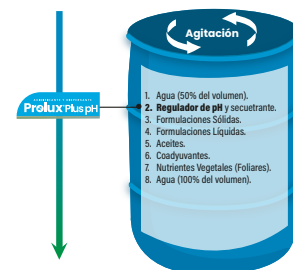 Agitación
Prolux Plus pH
1. Agua (50% del volumen).
2. Regulador de pH y secuetrante.
3. Formulaciones Sólidas.
4. Formulaciones Líquidas.
5. Aceites.
6. Coadyuvantes.
7. Nutrientes Vegetales (Foliares).
8. Agua (100% del volumen).